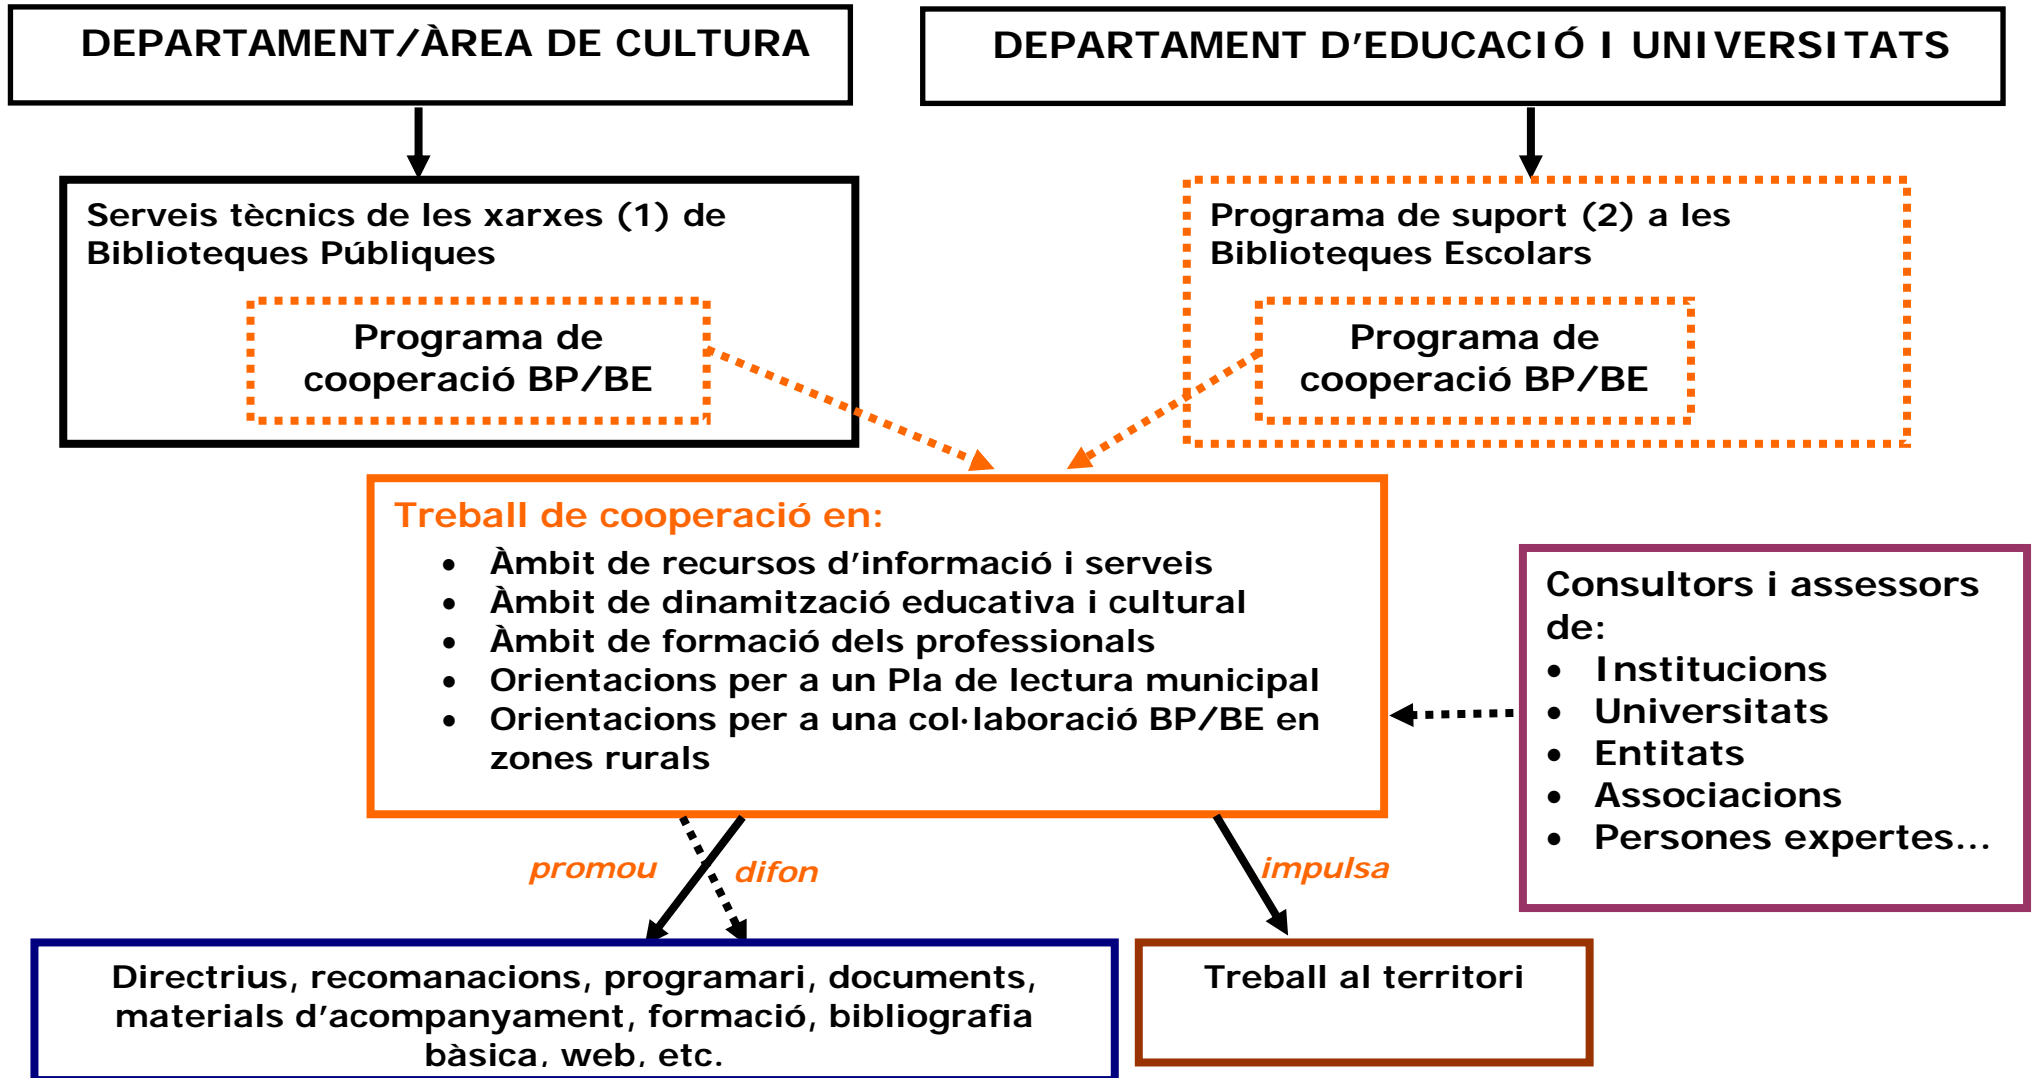 DEPARTAMENT/ÀREA DE CULTURA
DEPARTAMENT D'EDUCACIÓ I UNIVERSITATS
Serveis tècnics de les xarxes (1) de
Biblioteques Públiques
Programa de
cooperació BP/BE
Programa de suport (2) a les
Biblioteques Escolars
Programa de
cooperació BP/BE
Treball de cooperació en:
• Àmbit de recursos d'informació i serveis
• Àmbit de dinamització educativa i cultural
• Àmbit de formació dels professionals
• Orientacions per a un Pla de lectura municipal
• Orientacions per a una col·laboració BP/BE en
zones rurals
Consultors i assessors
de:
• Institucions
• Universitats
• Entitats
• Associacions
• Persones expertes...
promou
difon
impulsa
Directrius, recomanacions, programari, documents,
materials d'acompanyament, formació, bibliografia
bàsica, web, etc.
Treball al territori